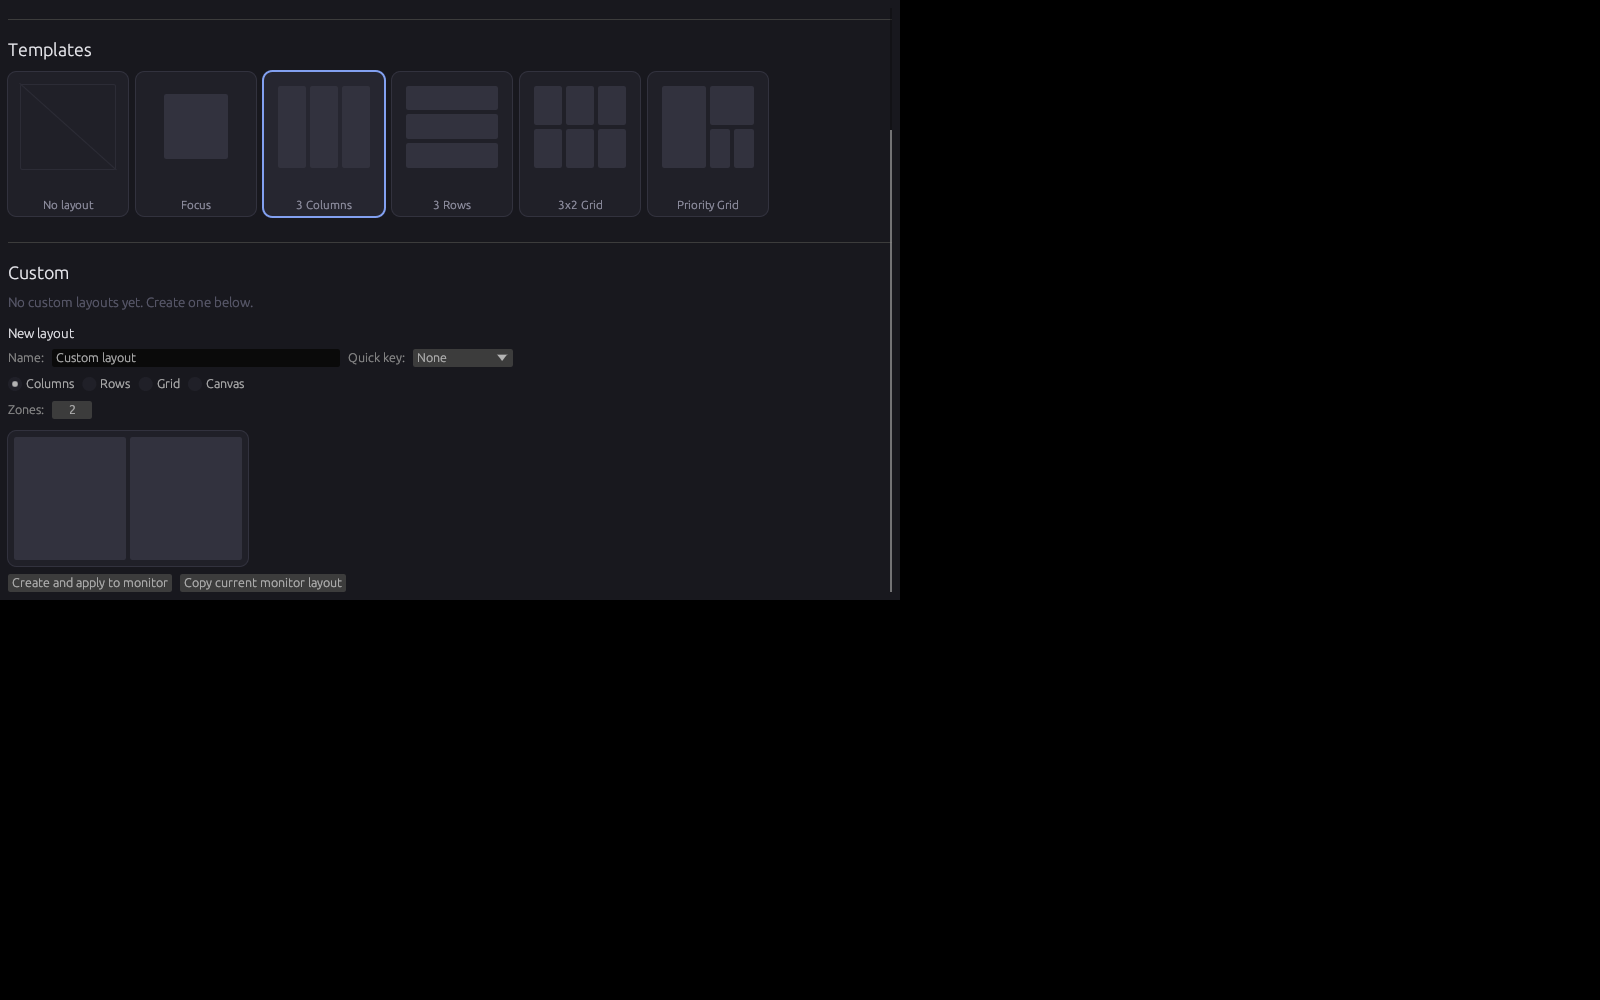 Templates
No layout
Focus
3 Columns
3 Rows
3x2 Grid
Priority Grid
Custom
No custom layouts yet. Create one below.
New layout
Name: Custom layout Quick key: None
Columns Rows Grid Canvas
Zones: 2
Create and apply to monitor Copy current monitor layout